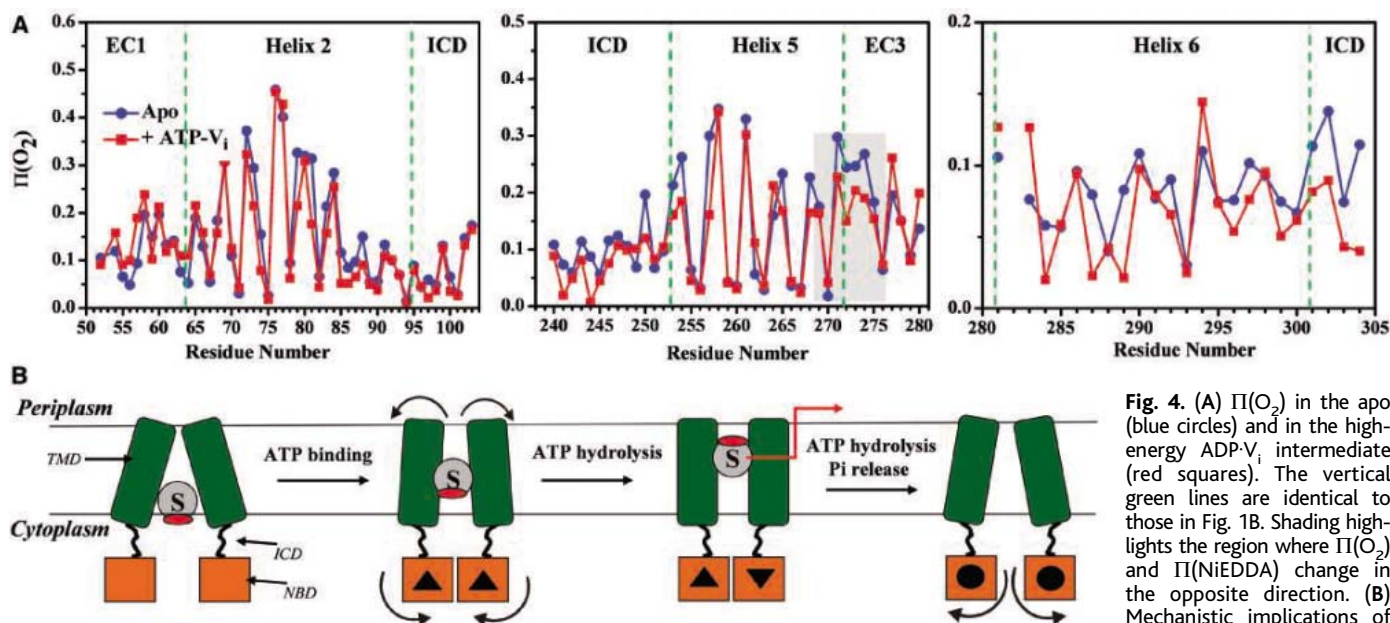 A
0.6
0.5
0.4
0.3
0.2
0.1
0.0
Π(O2)
EC1 Helix 2 ICD
Apo
+ ATP-Vi
50 55 60 65 70 75 80 85 90 95 100
Residue Number
0.5
0.4
0.3
0.2
0.1
0.0
ICD Helix 5 EC3
240 245 250 255 260 265 270 275 280
Residue Number
0.2
0.1
0.0
Helix 6 ICD
280 285 290 295 300 305
Residue Number
B
Periplasm
TMD
Cytoplasm
S
ICD
NBD
ATP binding
S
ATP hydrolysis
S
ATP hydrolysis
Pi release
Fig. 4. (A) Π(O2) in the apo
(blue circles) and in the high-
energy ADP·Vi intermediate
(red squares). The vertical
green lines are identical to
those in Fig. 1B. Shading high-
lights the region where Π(O2)
and Π(NiEDDA) change in
the opposite direction. (B)
Mechanistic implications of